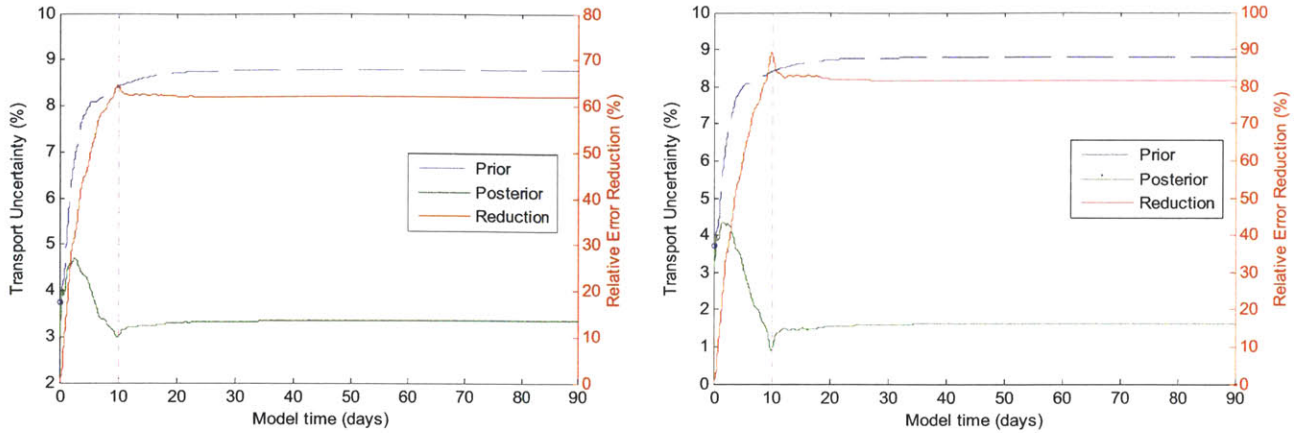 10
9
8
7
6
5
4
3
2
Transport Uncertainty (%)
80
70
60
50
40
30
20
10
0
Relative Error Reduction (%)
Prior
Posterior
Reduction
0 10 20 30 40 50 60 70 80 90
Model time (days)
10
9
8
7
6
5
4
3
2
1
0
Transport Uncertainty (%)
100
90
80
70
60
50
40
30
20
10
0
Relative Error Reduction (%)
Prior
Posterior
Reduction
0 10 20 30 40 50 60 70 80 90
Model time (days)